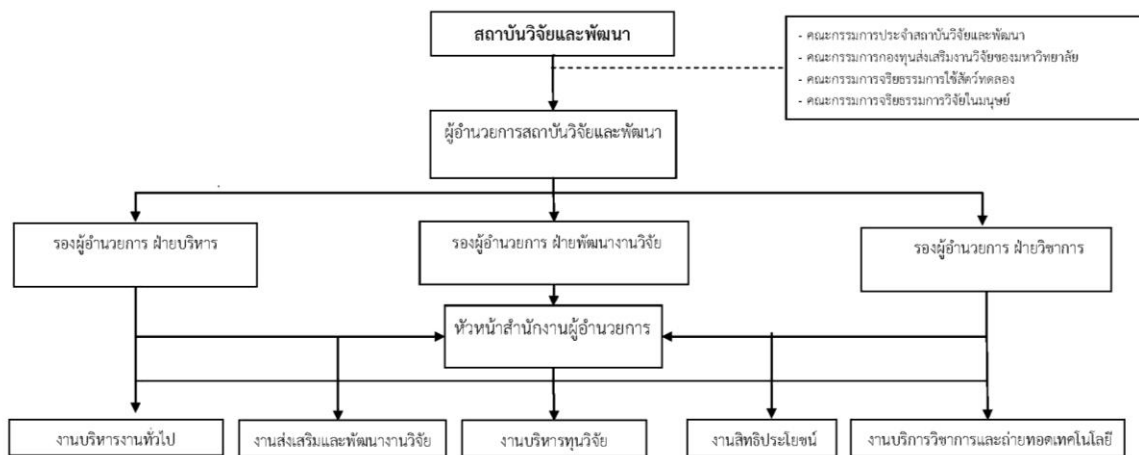 สถาบันวิจัยและพัฒนา
- คณะกรรมการประจำสถาบันวิจัยและพัฒนา
- คณะกรรมการกองทุนส่งเสริมงานวิจัยของมหาวิทยาลัย
- คณะกรรมการจริยธรรมการใช้สัตว์ทดลอง
- คณะกรรมการจริยธรรมการวิจัยในมนุษย์
ผู้อำนวยการสถาบันวิจัยและพัฒนา
รองผู้อำนวยการ ฝ่ายบริหาร
รองผู้อำนวยการ ฝ่ายพัฒนางานวิจัย
รองผู้อำนวยการ ฝ่ายวิชาการ
หัวหน้าสำนักงานผู้อำนวยการ
งานบริหารงานทั่วไป
งานส่งเสริมและพัฒนางานวิจัย
งานบริหารทุนวิจัย
งานสิทธิประโยชน์
งานบริการวิชาการและถ่ายทอดเทคโนโลยี